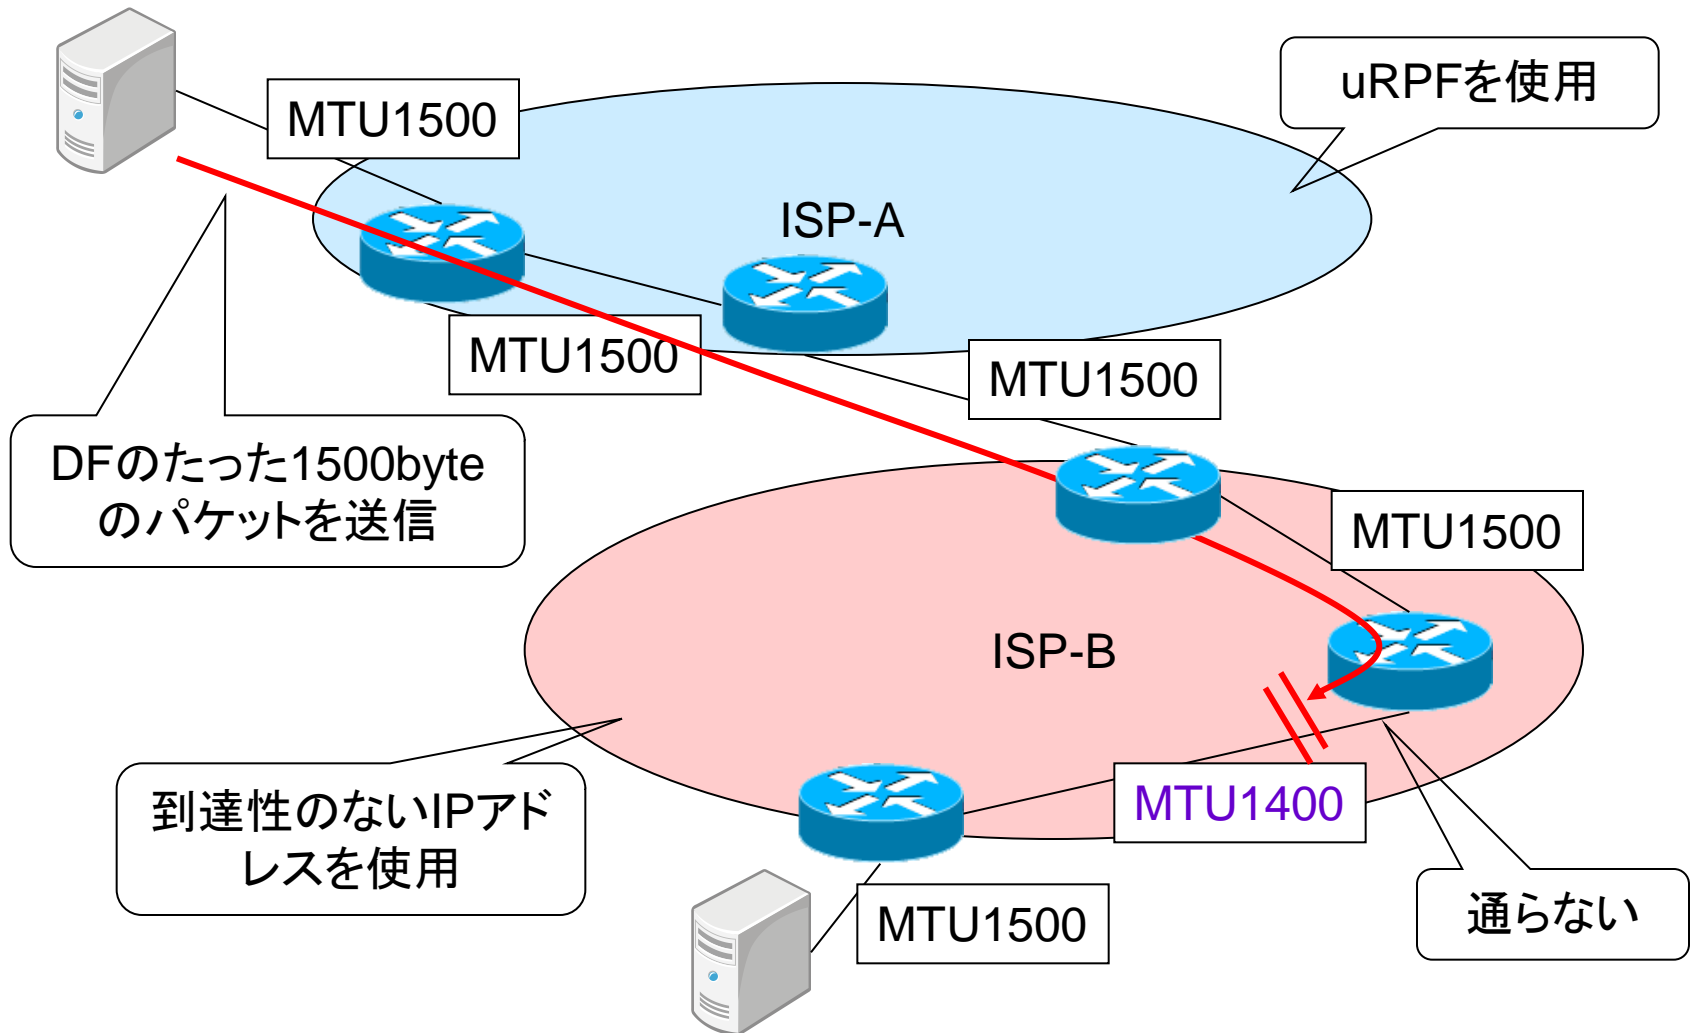 MTU1500
uRPFを使用
ISP-A
MTU1500
MTU1500
DFのたった1500byte
のパケットを送信
MTU1500
ISP-B
到達性のないIPアド
レスを使用
MTU1400
通らない
MTU1500